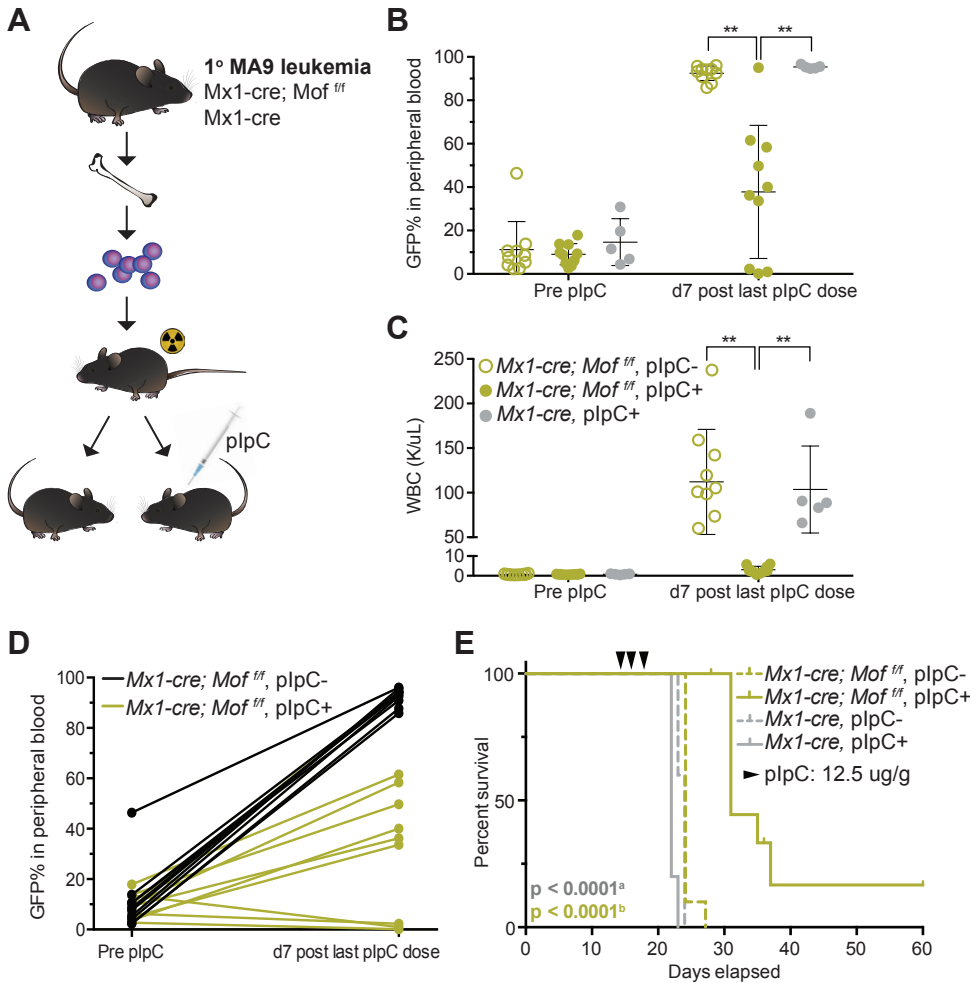 A
1º MA9 leukemia
Mx1-cre; Mof f/f
Mx1-cre
pIpC
B
GFP% in peripheral blood
100
80
60
40
20
0
** **
Pre pIpC
d7 post last pIpC dose
C
WBC (K/uL)
250
200
150
100
50
10
0
** **
Mx1-cre; Mof f/f, pIpC-
Mx1-cre; Mof f/f, pIpC+
Mx1-cre, pIpC+
Pre pIpC
d7 post last pIpC dose
D
GFP% in peripheral blood
100
80
60
40
20
0
Mx1-cre; Mof f/f, pIpC-
Mx1-cre; Mof f/f, pIpC+
Pre pIpC
d7 post last pIpC dose
E
Percent survival
100
50
0
Mx1-cre; Mof f/f, pIpC-
Mx1-cre; Mof f/f, pIpC+
Mx1-cre, pIpC-
Mx1-cre, pIpC+
pIpC: 12.5 ug/g
p < 0.0001a
p < 0.0001b
0 10 20 30 40 50 60
Days elapsed